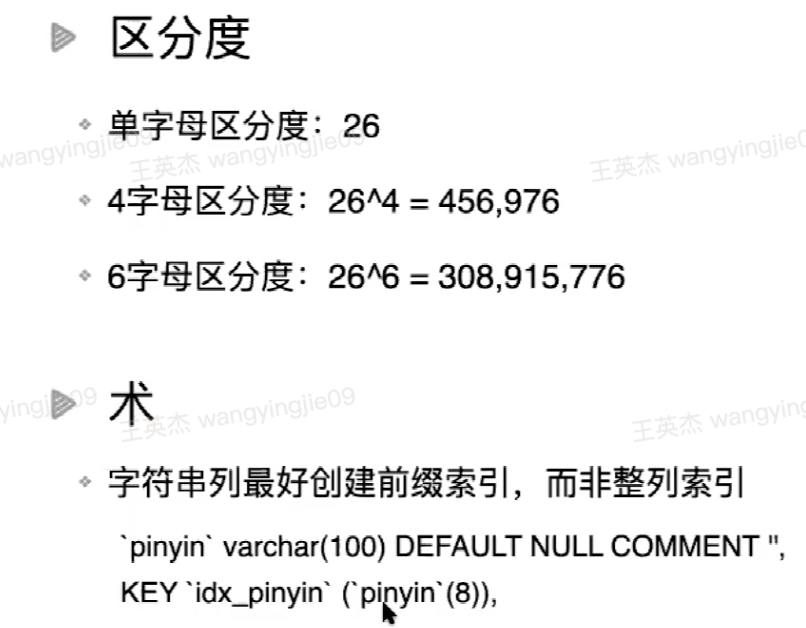 区分度
单字母区分度：26
wangyingjie09
王英杰 wangyingjie09
王英杰 wangyingjie0
4字母区分度：26^4 = 456,976
6字母区分度：26^6 = 308,915,776
术
yingjie09
王英杰 wangyingjie09
王英杰 wangying
字符串列最好创建前缀索引，而非整列索引
`pinyin` varchar(100) DEFAULT NULL COMMENT '',
KEY `idx_pinyin` (`pinyin`(8)),